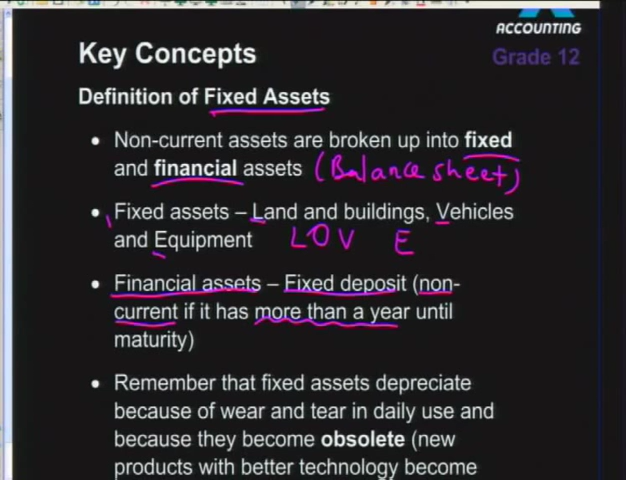 ACCOUNTING
Key Concepts
Grade 12
Definition of Fixed Assets
• Non-current assets are broken up into fixed
and financial assets (Balance sheet)
• Fixed assets – Land and buildings, Vehicles
and Equipment LOV E
• Financial assets – Fixed deposit (non-
current if it has more than a year until
maturity)
• Remember that fixed assets depreciate
because of wear and tear in daily use and
because they become obsolete (new
products with better technology become